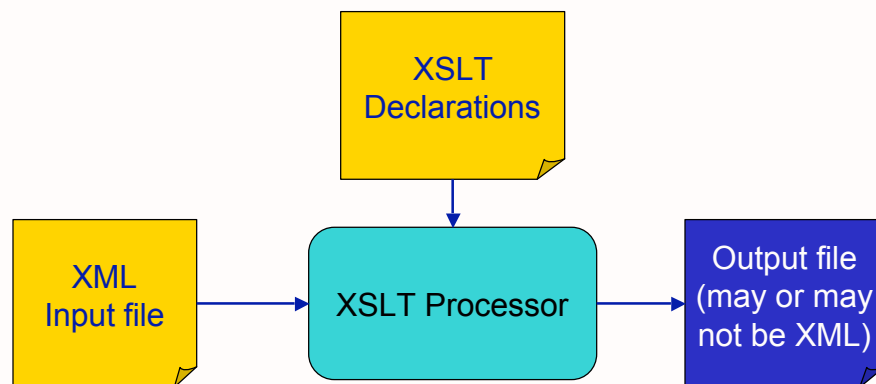 XSLT
Declarations
XML
Input file
XSLT Processor
Output file
(may or may
not be XML)